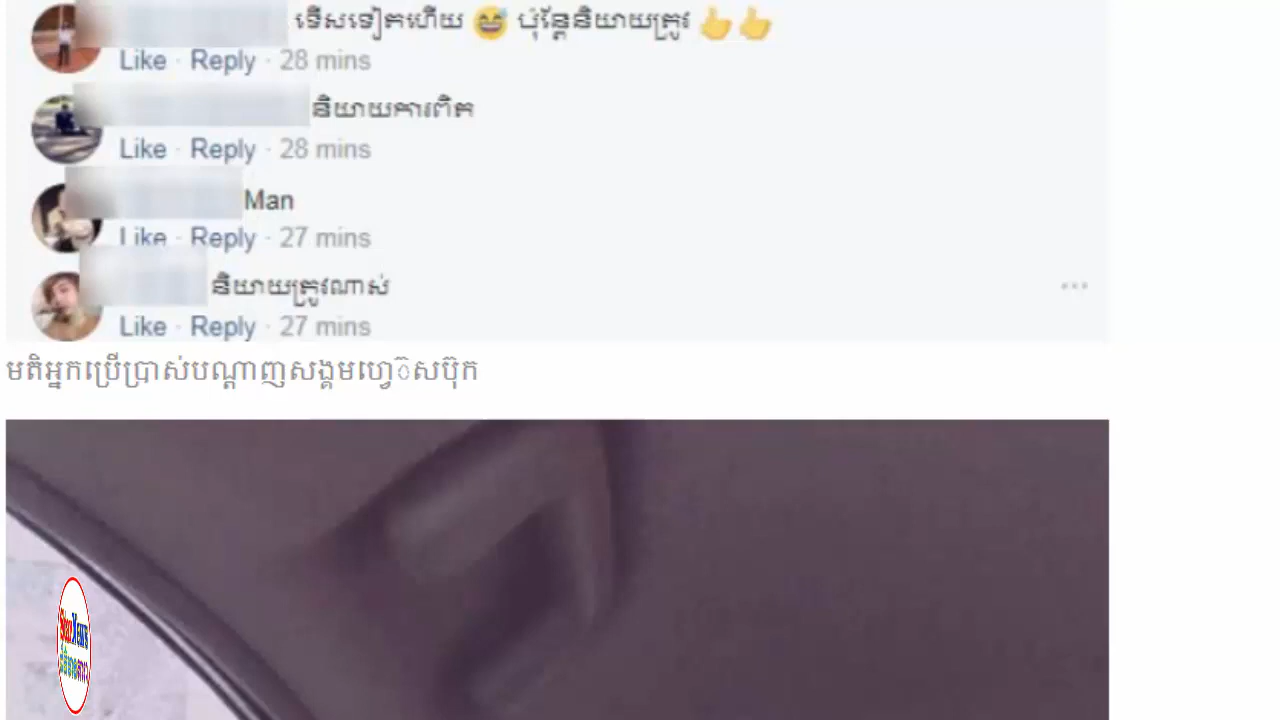 ទើសទៀតហើយ 😅 ប៉ុន្តែនិយាយត្រូវ 👍👍
Like · Reply · 28 mins
និយាយការពិត
Like · Reply · 28 mins
Man
Like · Reply · 27 mins
និយាយត្រូវណាស់
Like · Reply · 27 mins
មតិអ្នកប្រើប្រាស់បណ្ដាញសង្គមហ្វេ៊សប៊ុក
Star News